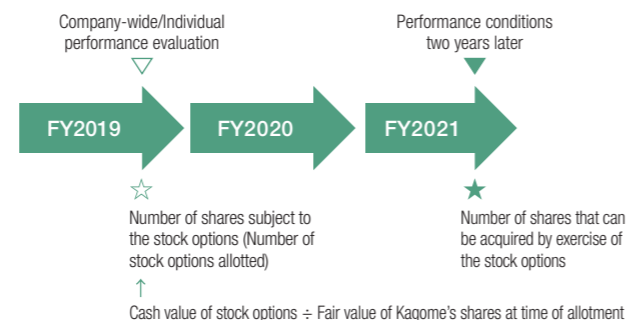 Company-wide/Individual
performance evaluation
Performance conditions
two years later
FY2019
FY2020
FY2021
Number of shares subject to
the stock options (Number of
stock options allotted)
Number of shares that can
be acquired by exercise of
the stock options
Cash value of stock options ÷ Fair value of Kagome's shares at time of allotment